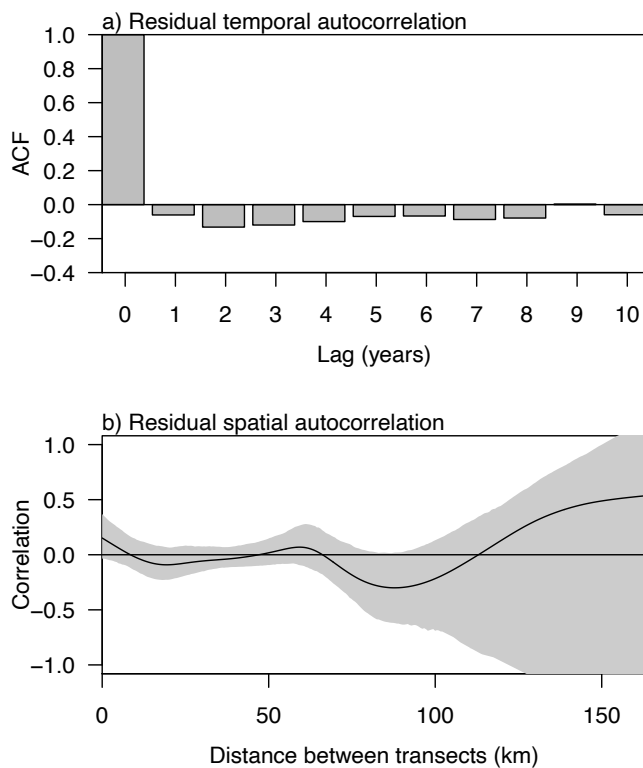 a) Residual temporal autocorrelation
1.0
0.8
0.6
0.4
0.2
0.0
−0.2
−0.4
ACF
0 1 2 3 4 5 6 7 8 9 10
Lag (years)
b) Residual spatial autocorrelation
1.0
0.5
0.0
−0.5
−1.0
Correlation
0 50 100 150
Distance between transects (km)